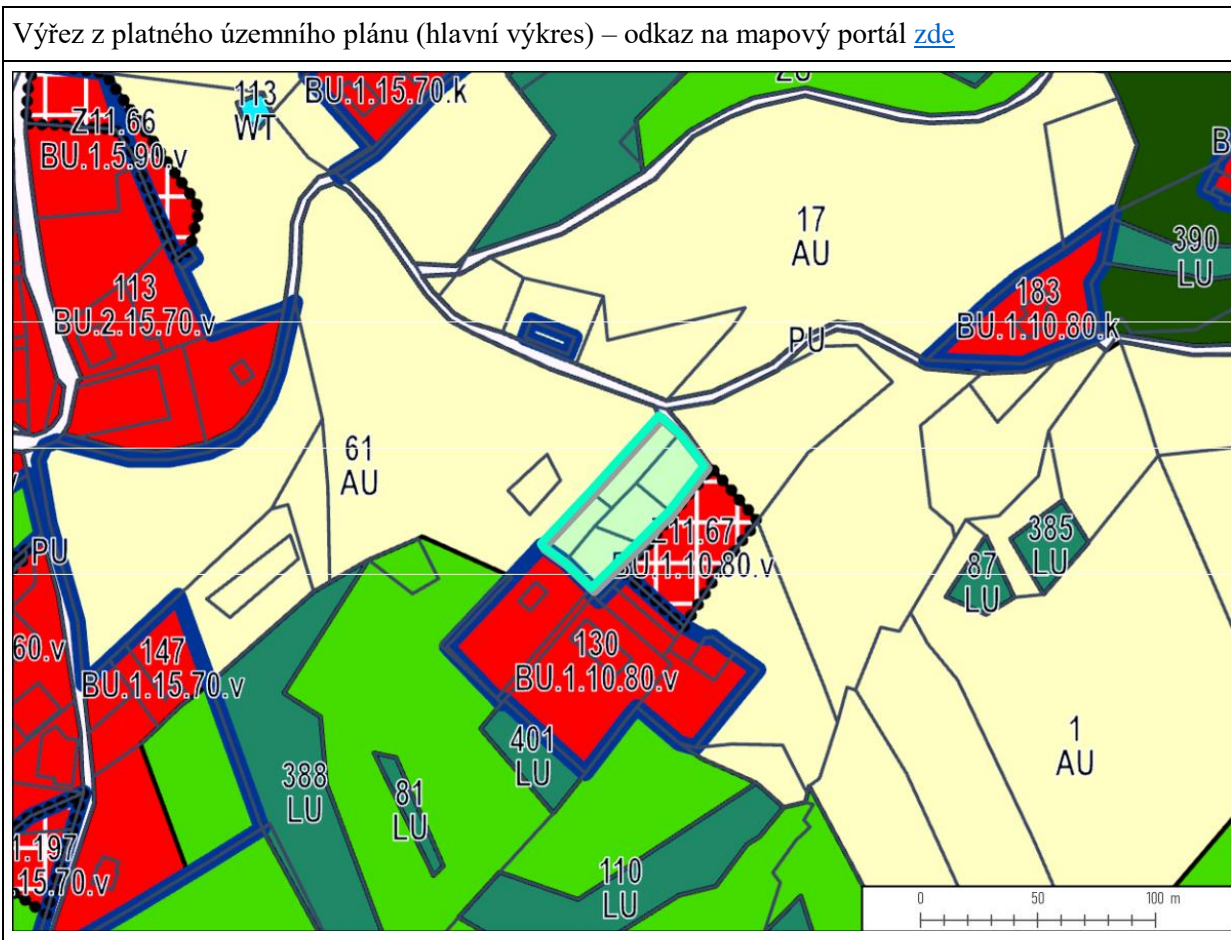 Výřez z platného územního plánu (hlavní výkres) – odkaz na mapový portál zde
113
WT
BU.1.15.70.k
Z11.66
BU.1.5.90.v
17
AU
390
LU
113
BU.2.15.70.v
183
BU.1.10.80.k
PU
61
AU
Z11.67
BU.1.10.80.v
385
LU
87
LU
PU
60.v
147
BU.1.15.70.v
130
BU.1.10.80.v
401
LU
1
AU
388
LU
81
LU
1.197
15.70.v
110
LU
0 50 100 m